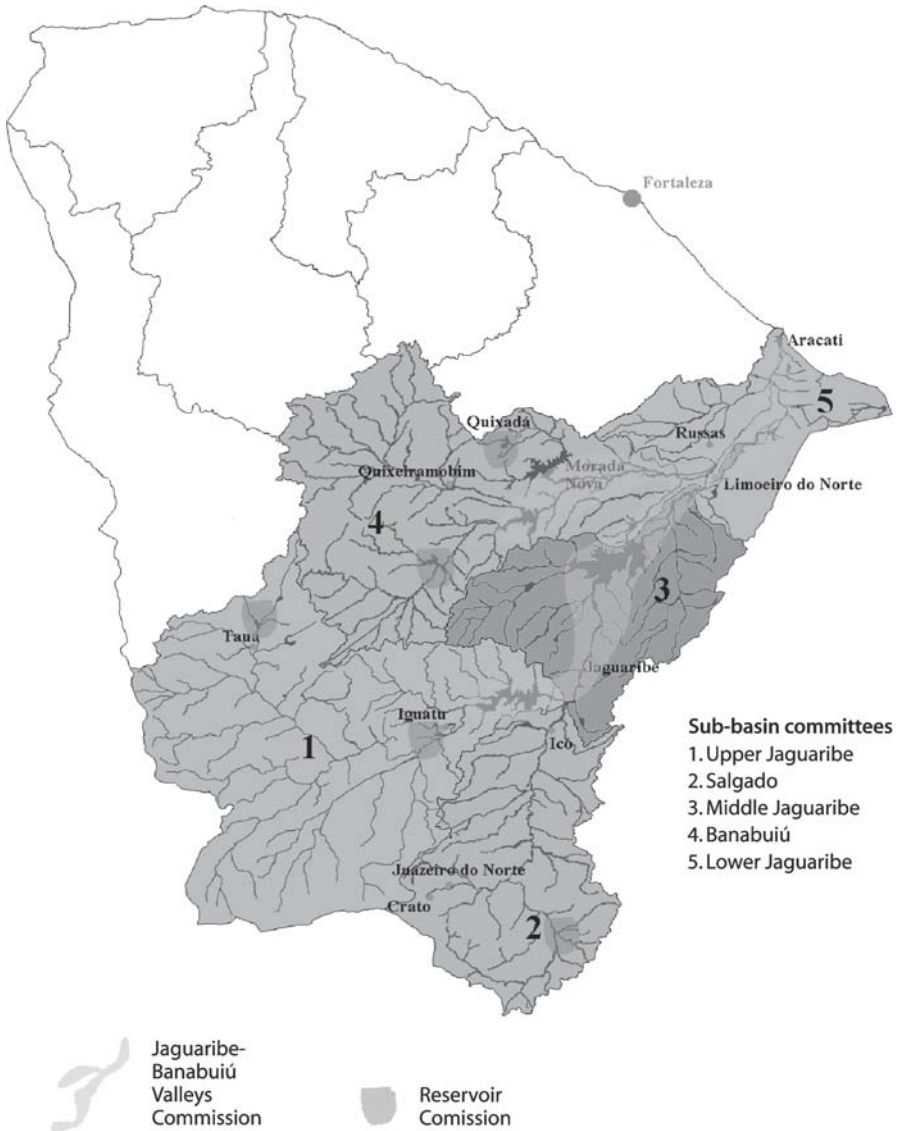 Fortaleza
Aracati
5
Quixadá
Russas
Quixeiramobim
Morada
Nova
Limoeiro do Norte
4
3
Taua
Jaguaribe
Iguatu
1
Icó
Sub-basin committees
1. Upper Jaguaribe
2. Salgado
3. Middle Jaguaribe
4. Banabuiú
5. Lower Jaguaribe
Juazeiro do Norte
Crato
2
Jaguaribe-
Banabuiú
Valleys
Commission
Reservoir
Comission